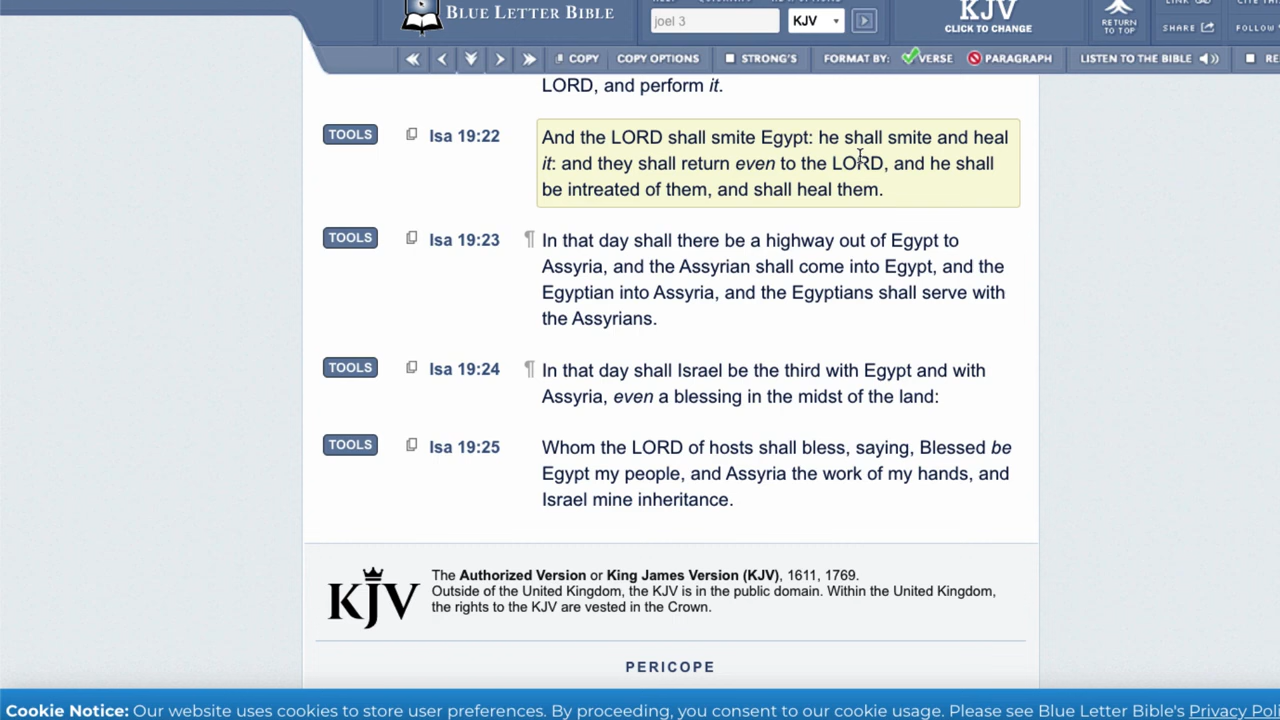 BLUE LETTER BIBLE
joel 3
KJV
KJV
CLICK TO CHANGE
RETURN
TO TOP
SHARE
FOLLOW
COPY
COPY OPTIONS
STRONG'S
FORMAT BY:
VERSE
PARAGRAPH
LISTEN TO THE BIBLE
RE
LORD, and perform it.
TOOLS
Isa 19:22
And the LORD shall smite Egypt: he shall smite and heal
it: and they shall return even to the LORD, and he shall
be intreated of them, and shall heal them.
TOOLS
Isa 19:23
¶ In that day shall there be a highway out of Egypt to
Assyria, and the Assyrian shall come into Egypt, and the
Egyptian into Assyria, and the Egyptians shall serve with
the Assyrians.
TOOLS
Isa 19:24
¶ In that day shall Israel be the third with Egypt and with
Assyria, even a blessing in the midst of the land:
TOOLS
Isa 19:25
Whom the LORD of hosts shall bless, saying, Blessed be
Egypt my people, and Assyria the work of my hands, and
Israel mine inheritance.
KJV
The Authorized Version or King James Version (KJV), 1611, 1769.
Outside of the United Kingdom, the KJV is in the public domain. Within the United Kingdom,
the rights to the KJV are vested in the Crown.
PERICOPE
Cookie Notice: Our website uses cookies to store user preferences. By proceeding, you consent to our cookie usage. Please see Blue Letter Bible's Privacy Pol